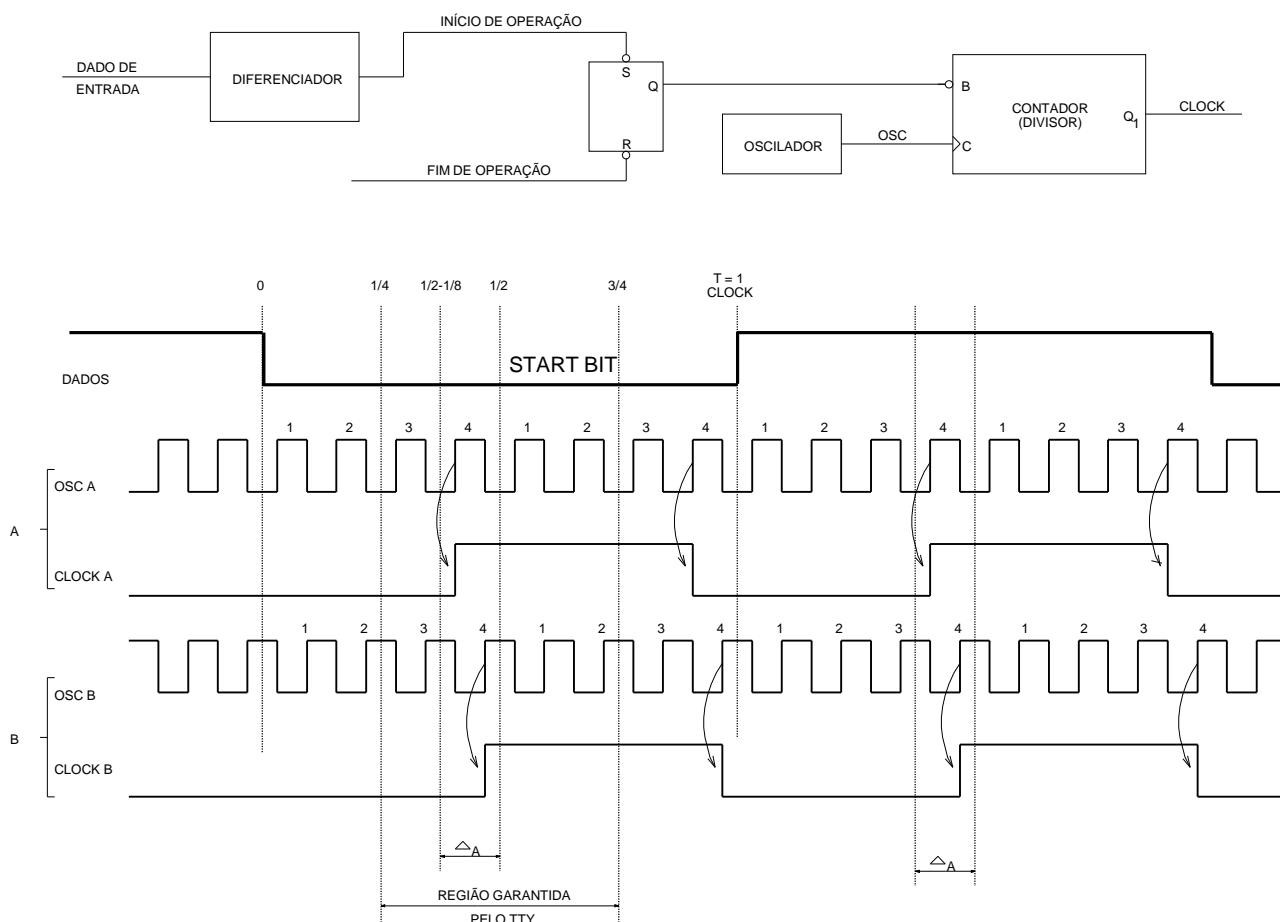 INÍCIO DE OPERAÇÃO
DADO DE
ENTRADA
DIFERENCIADOR
S
Q
R
FIM DE OPERAÇÃO
OSCILADOR
OSC
B
C
CONTADOR
(DIVISOR)
Q1
CLOCK
0
1/4
1/2-1/8
1/2
3/4
T = 1
CLOCK
START BIT
DADOS
1 2 3 4 1 2 3 4 1 2 3 4 1 2 3 4
OSC A
A
CLOCK A
1 2 3 4 1 2 3 4 1 2 3 4 1 2 3 4
OSC B
B
CLOCK B
△A
△A
REGIÃO GARANTIDA
PELO TTY